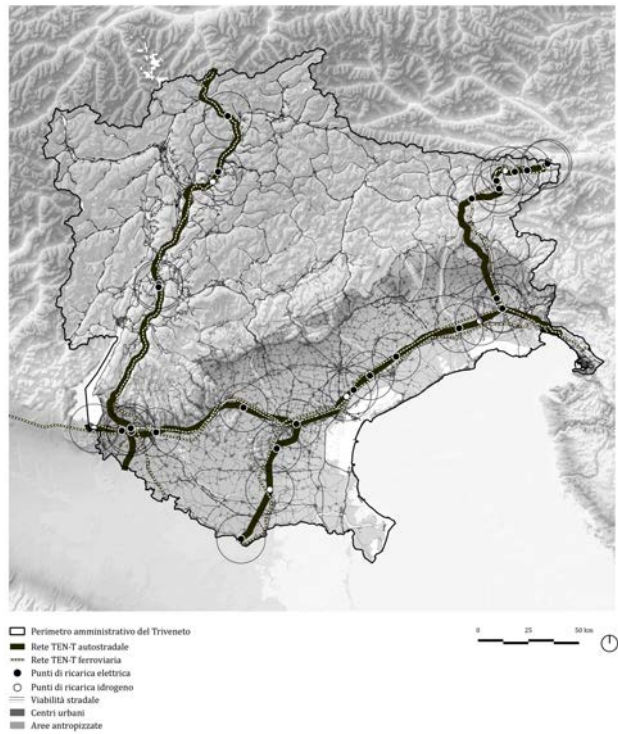 Perimetro amministrativo del Triveneto
Rete TEN-T autostradale
Rete TEN-T ferroviaria
Punti di ricarica elettrica
Punti di ricarica idrogeno
Viabilità stradale
Centri urbani
Aree antropizzate
0 25 50 km